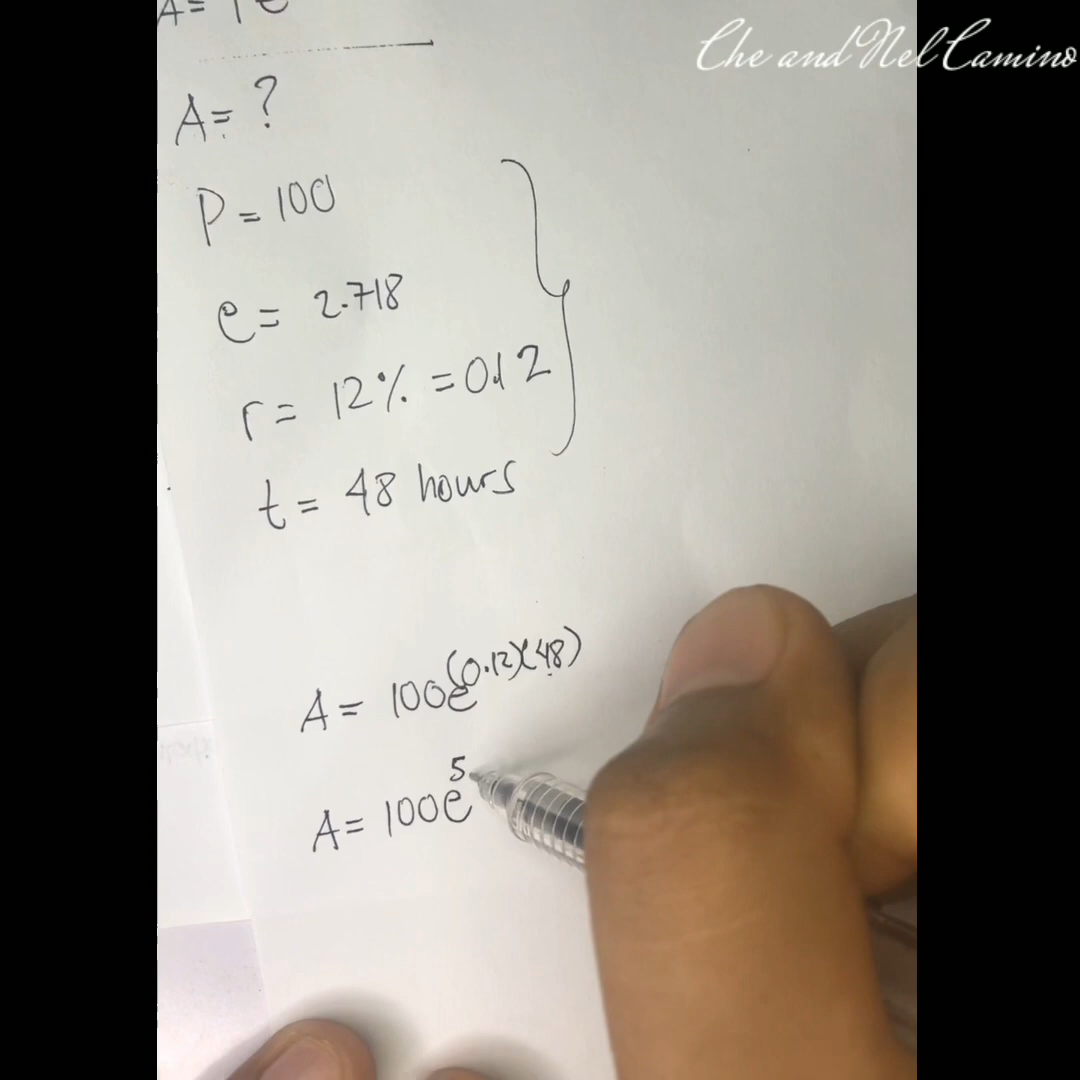 Che and Nel Camino
A=
A= ?
P = 100
e = 2.718
r = 12% = 0.12
t = 48 hours
A = 100e^(0.12)(48)
A = 100e^5